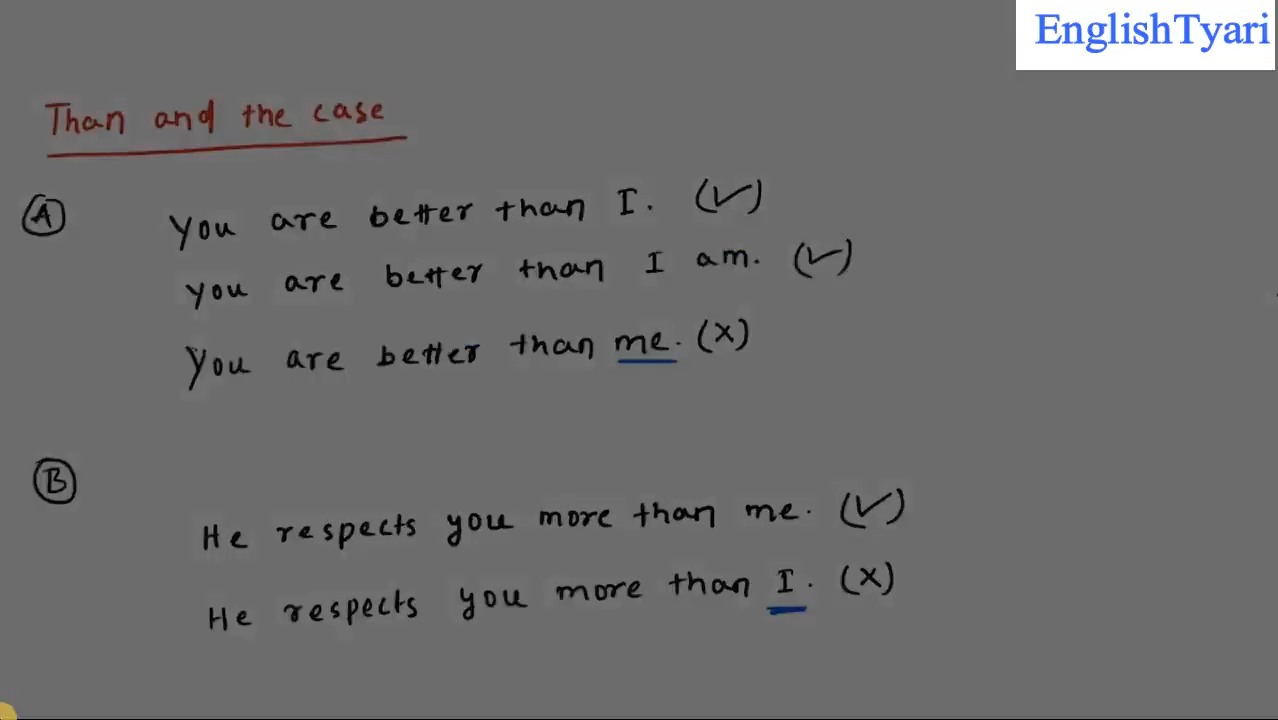 EnglishTyari
Than and the case
A You are better than I. (✓)
you are better than I am. (✓)
You are better than me. (X)
B
He respects you more than me. (✓)
He respects you more than I. (X)